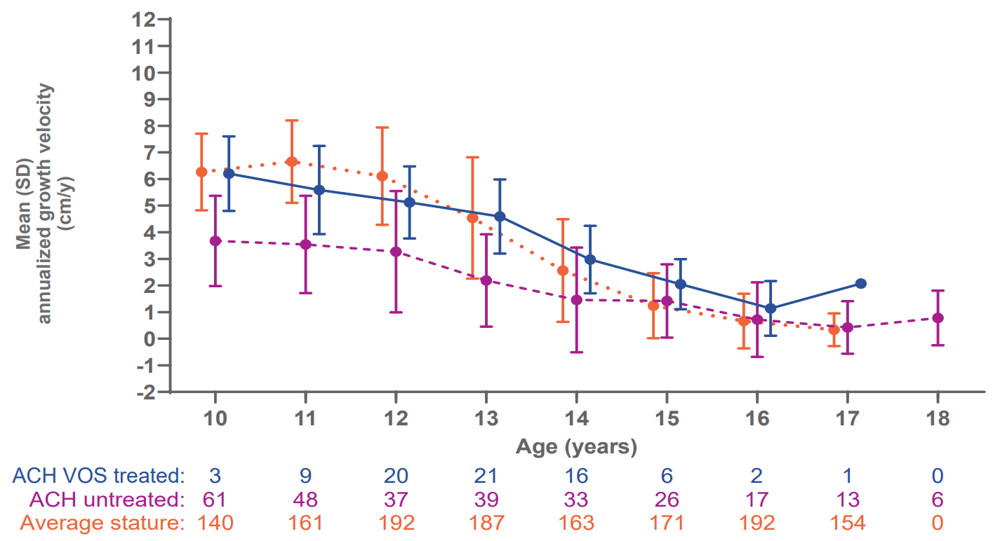 12
11
10
9
8
7
6
5
4
3
2
1
0
-1
-2
Mean (SD)
annualized growth velocity
(cm/y)
10 11 12 13 14 15 16 17 18
Age (years)
ACH VOS treated: 3 9 20 21 16 6 2 1 0
ACH untreated: 61 48 37 39 33 26 17 13 6
Average stature: 140 161 192 187 163 171 192 154 0